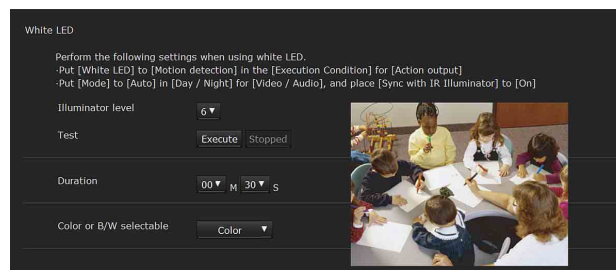 White LED
Perform the following settings when using white LED.
·Put [White LED] to [Motion detection] in the [Execution Condition] for [Action output]
·Put [Mode] to [Auto] in [Day / Night] for [Video / Audio], and place [Sync with IR Illuminator] to [On]
Illuminator level 6 ▼
Test Execute Stopped
Duration 00 ▼ M 30 ▼ S
Color or B/W selectable Color ▼